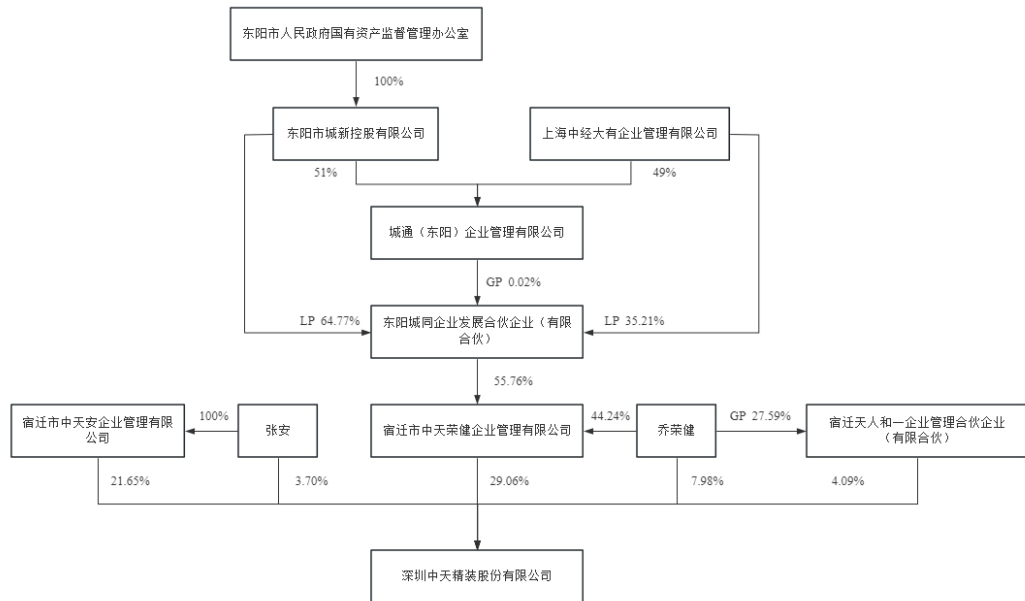 东阳市人民政府国有资产监督管理办公室
100%
东阳市城新控股有限公司
上海中经大有企业管理有限公司
51%
49%
城通（东阳）企业管理有限公司
GP 0.02%
LP 64.77%
东阳城同企业发展合伙企业（有限
合伙）
LP 35.21%
55.76%
宿迁市中天安企业管理有限
公司
100%
张安
宿迁市中天荣健企业管理有限公司
44.24%
乔荣健
GP 27.59%
宿迁天人和一企业管理合伙企业
（有限合伙）
21.65%
3.70%
29.06%
7.98%
4.09%
深圳中天精装股份有限公司